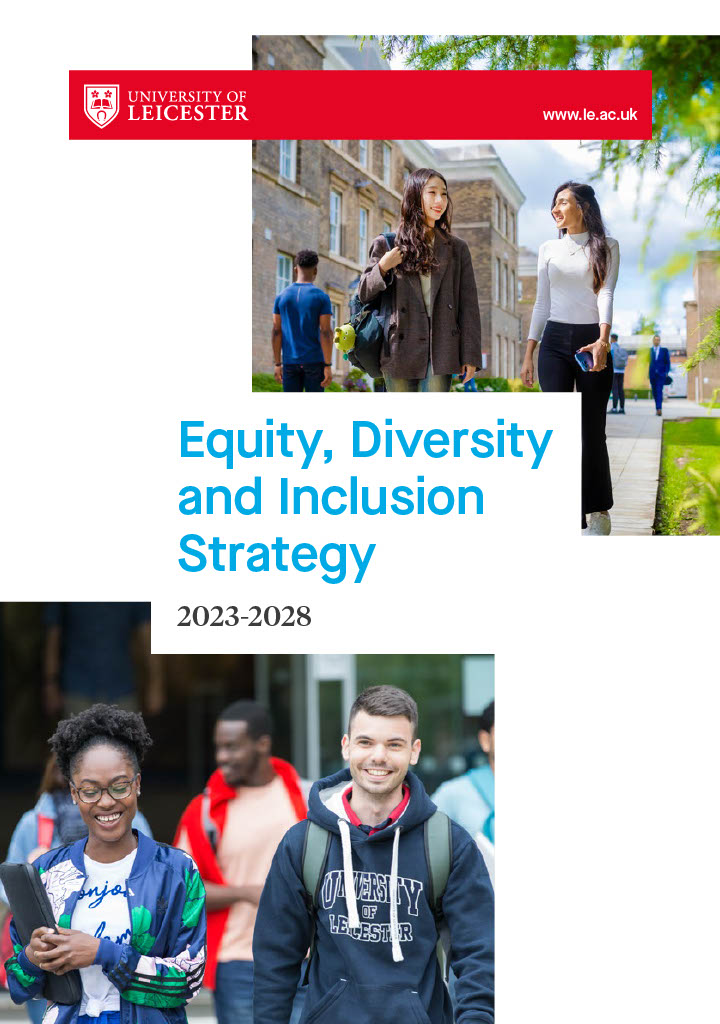 UNIVERSITY OF
LEICESTER
www.le.ac.uk
Equity, Diversity
and Inclusion
Strategy
2023-2028
UNIVERSITY
OF
LEICESTER